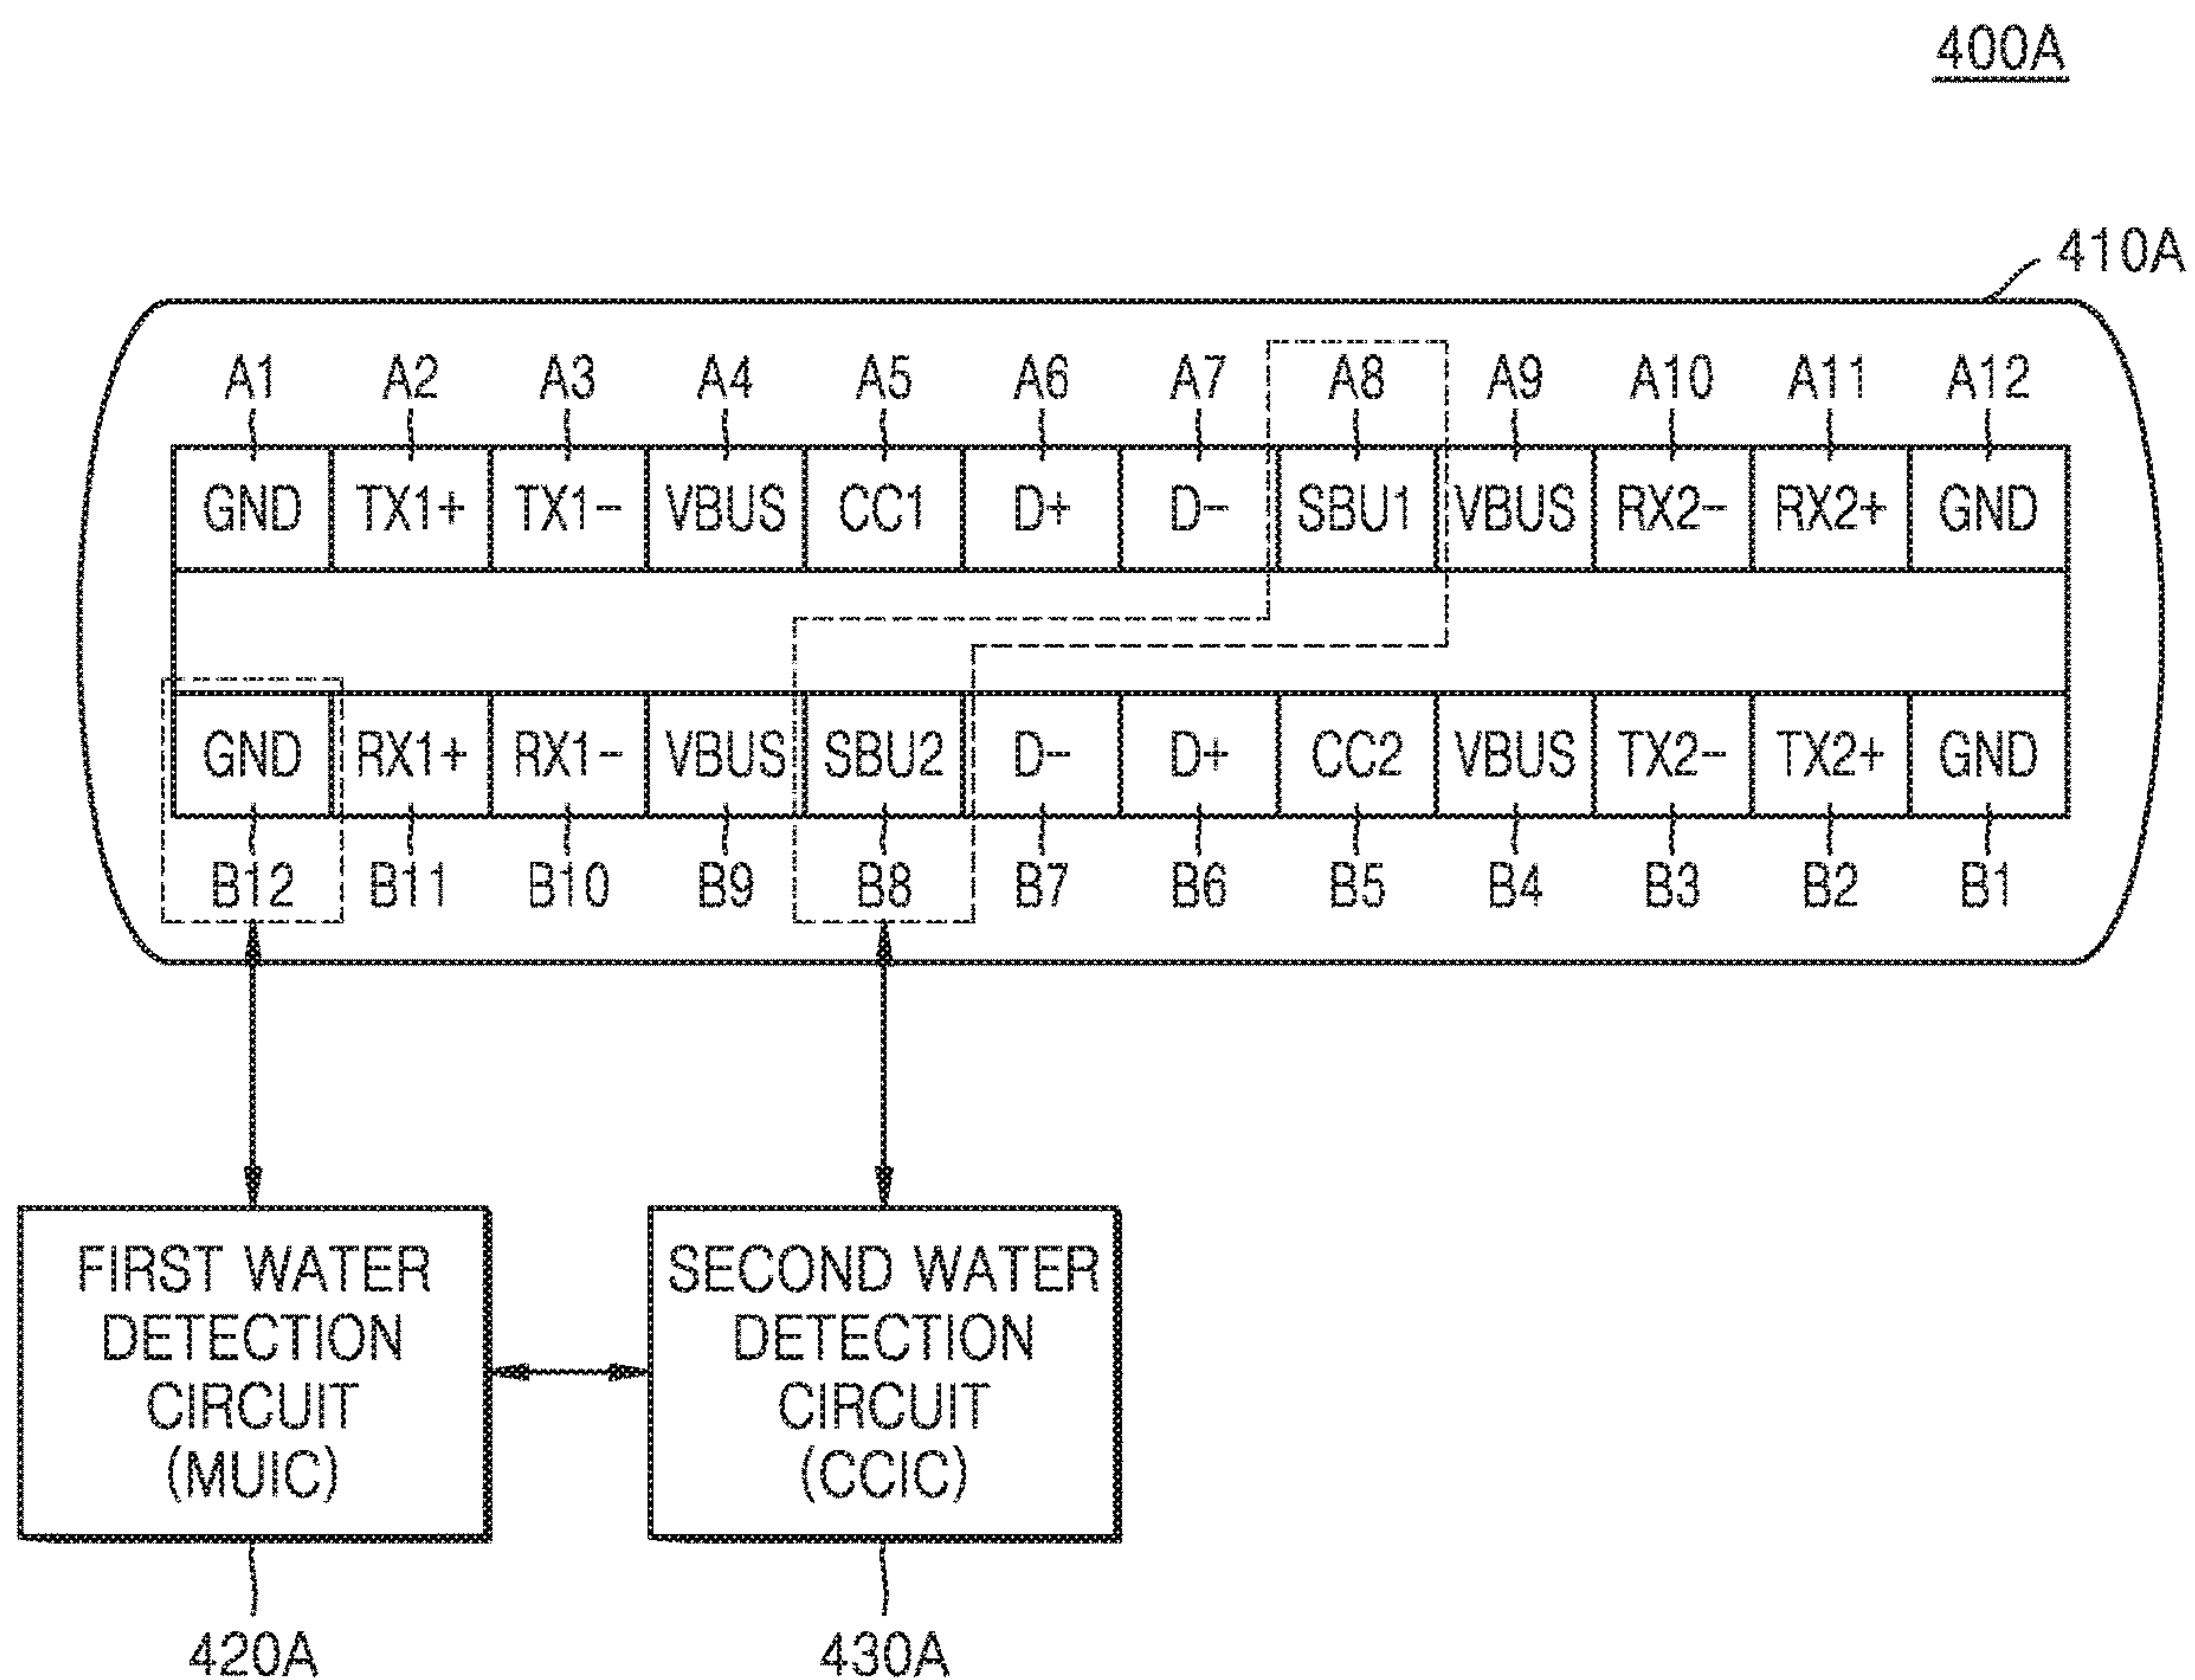 400A
410A
A1 A2 A3 A4 A5 A6 A7 A8 A9 A10 A11 A12
GND TX1+ TX1- VBUS CC1 D+ D- SBU1 VBUS RX2- RX2+ GND
GND RX1+ RX1- VBUS SBU2 D- D+ CC2 VBUS TX2- TX2+ GND
B12 B11 B10 B9 B8 B7 B6 B5 B4 B3 B2 B1
FIRST WATER
DETECTION
CIRCUIT
(MUIC)
SECOND WATER
DETECTION
CIRCUIT
(CCIC)
420A
430A